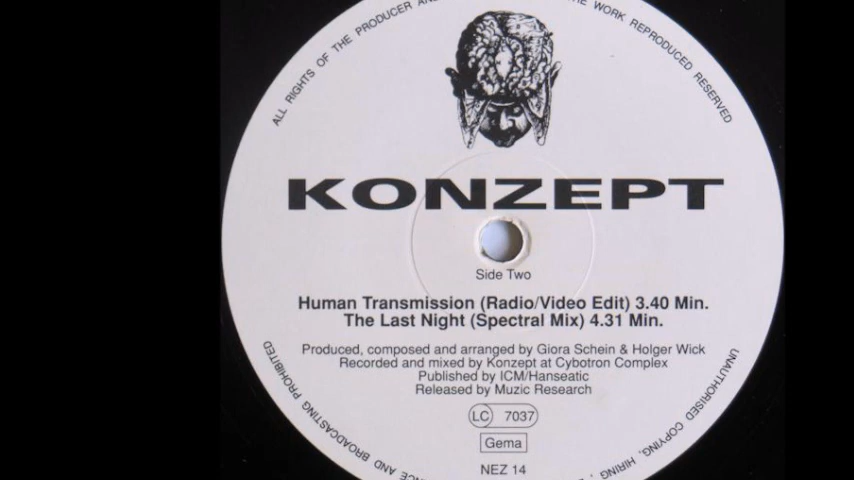 ALL RIGHTS OF THE PRODUCER AND
THE WORK REPRODUCED RESERVED
KONZEPT
Side Two
Human Transmission (Radio/Video Edit) 3.40 Min.
The Last Night (Spectral Mix) 4.31 Min.
Produced, composed and arranged by Giora Schein & Holger Wick
Recorded and mixed by Konzept at Cybotron Complex
Published by ICM/Hanseatic
Released by Muzic Research
LC 7037
Gema
NEZ 14
UNAUTHORISED COPYING, HIRING,
AND BROADCASTING PROHIBITED